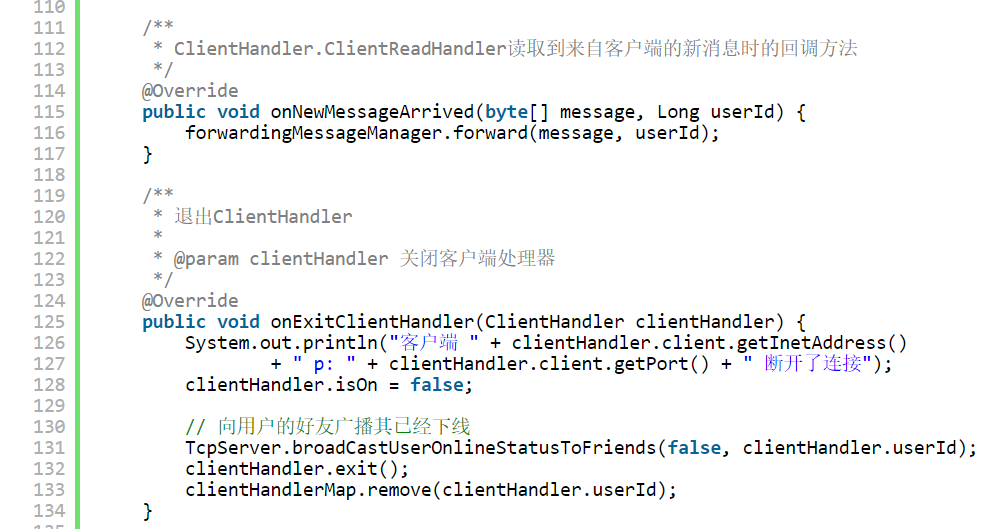 110
111 /**
112 * ClientHandler.ClientReadHandler读取到来自客户端的新消息时的回调方法
113 */
114 @Override
115 public void onNewMessageArrived(byte[] message, Long userId) {
116 forwardingMessageManager.forward(message, userId);
117 }
118
119 /**
120 * 退出ClientHandler
121 *
122 * @param clientHandler 关闭客户端处理器
123 */
124 @Override
125 public void onExitClientHandler(ClientHandler clientHandler) {
126 System.out.println("客户端 " + clientHandler.client.getInetAddress()
127 + " p: " + clientHandler.client.getPort() + " 断开了连接");
128 clientHandler.isOn = false;
129
130 // 向用户的好友广播其已经下线
131 TcpServer.broadCastUserOnlineStatusToFriends(false, clientHandler.userId);
132 clientHandler.exit();
133 clientHandlerMap.remove(clientHandler.userId);
134 }